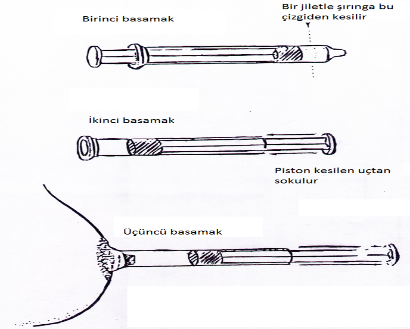 Birinci basamak
Bir jiletle şırınga bu
çizgiden kesilir
İkinci basamak
Piston kesilen uçtan
sokulur
Üçüncü basamak